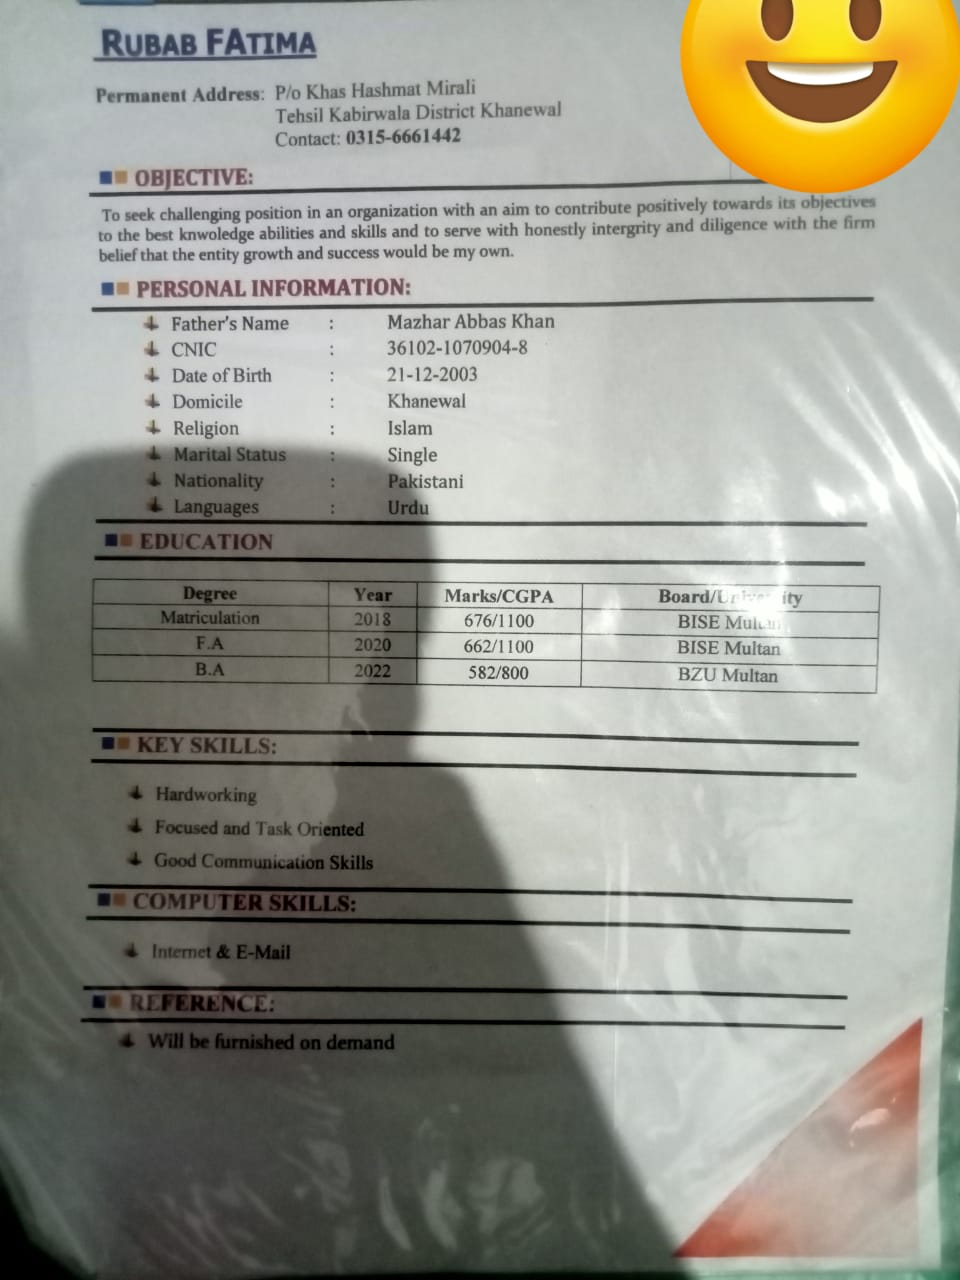 RUBAB FATIMA
Permanent Address: P/o Khas Hashmat Mirali
Tehsil Kabirwala District Khanewal
Contact: 0315-6661442
OBJECTIVE:
To seek challenging position in an organization with an aim to contribute positively towards its objectives
to the best knwoledge abilities and skills and to serve with honestly intergrity and diligence with the firm
belief that the entity growth and success would be my own.
PERSONAL INFORMATION:
Father's Name : Mazhar Abbas Khan
CNIC : 36102-1070904-8
Date of Birth : 21-12-2003
Domicile : Khanewal
Religion : Islam
Marital Status : Single
Nationality : Pakistani
Languages : Urdu
EDUCATION
Degree Year Marks/CGPA Board/University
Matriculation 2018 676/1100 BISE Multan
F.A 2020 662/1100 BISE Multan
B.A 2022 582/800 BZU Multan
KEY SKILLS:
Hardworking
Focused and Task Oriented
Good Communication Skills
COMPUTER SKILLS:
Internet & E-Mail
REFERENCE:
Will be furnished on demand